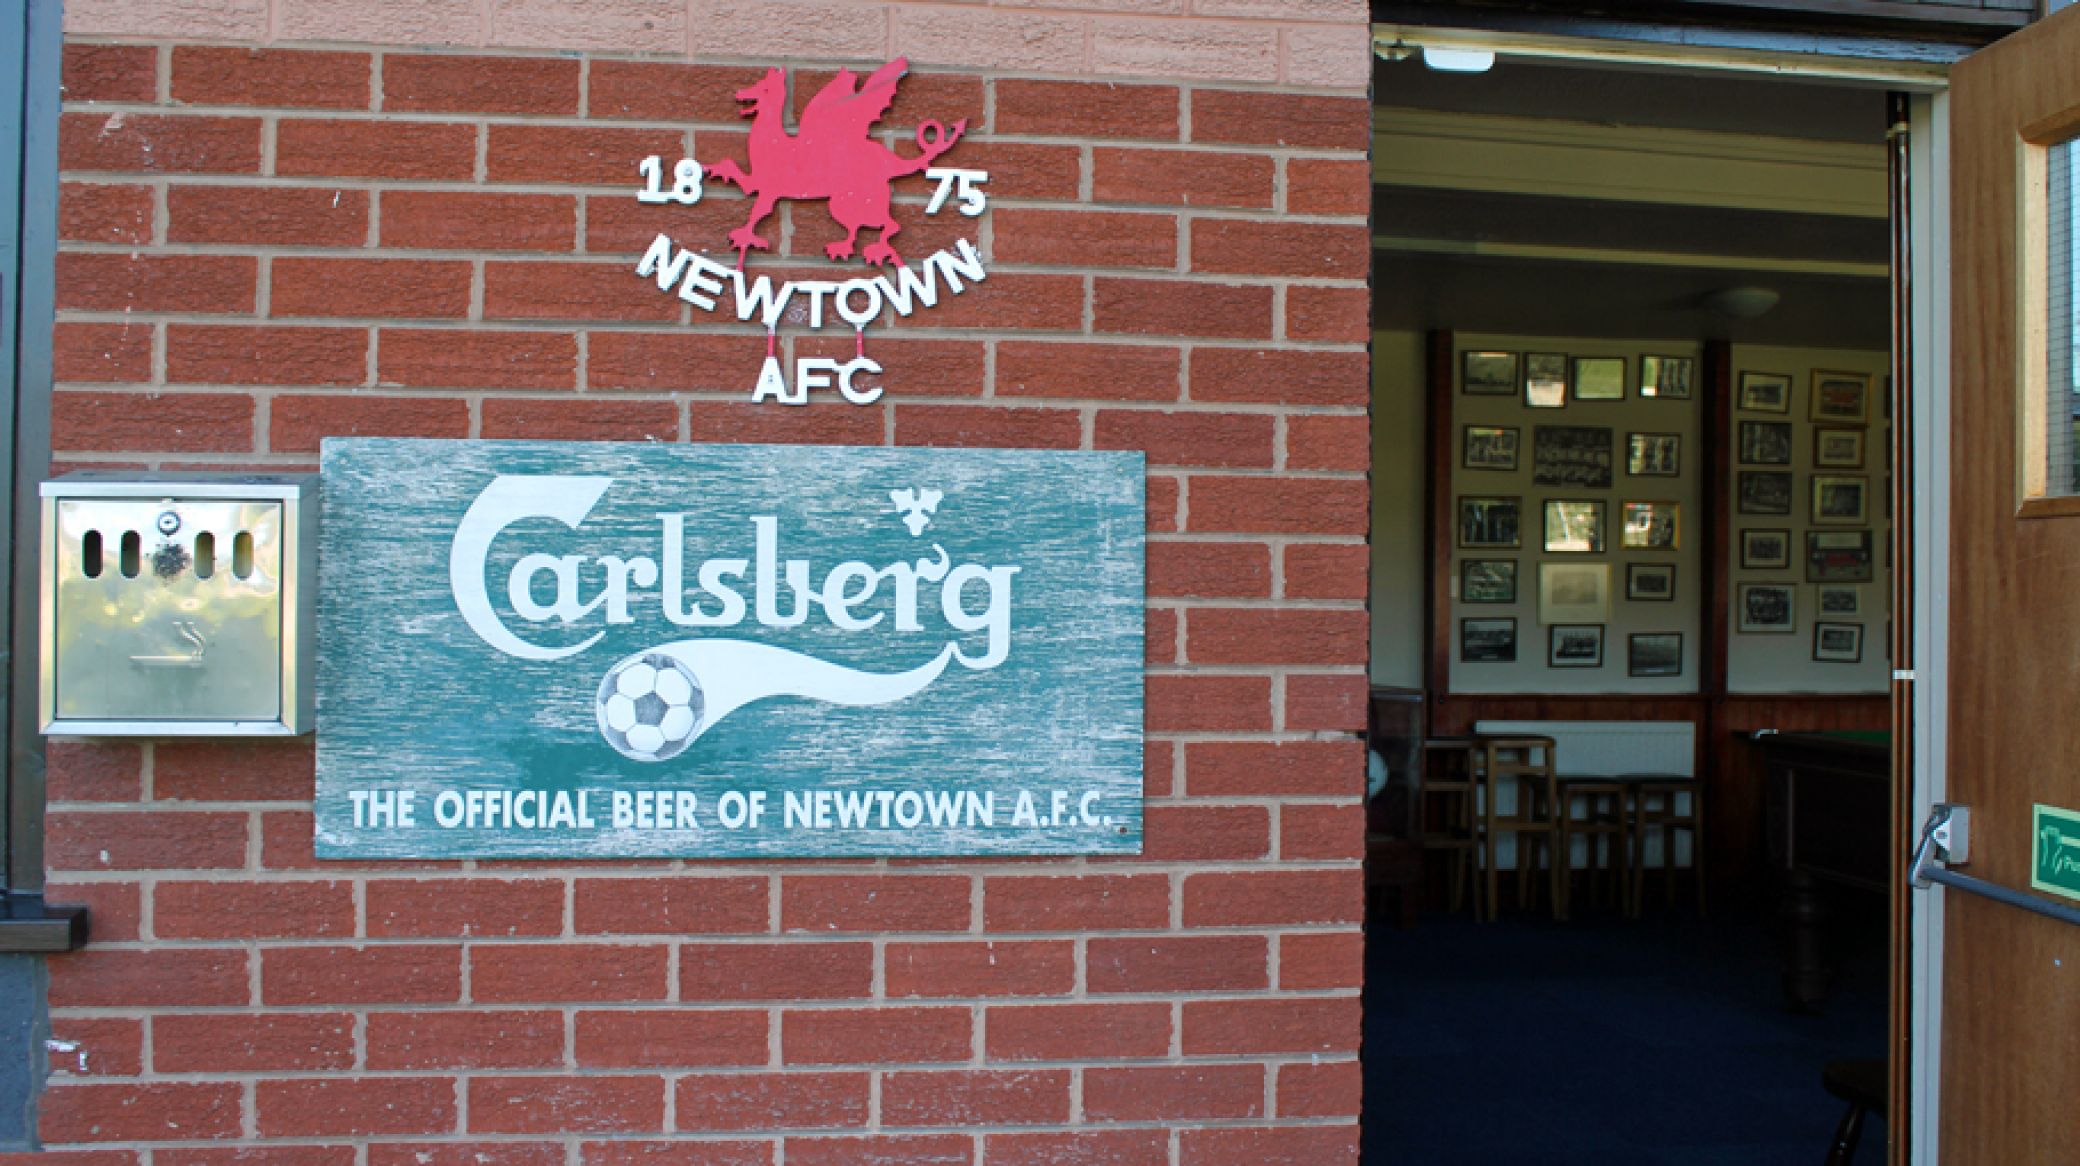 18 75
NEWTOWN
AFC
Carlsberg
THE OFFICIAL BEER OF NEWTOWN A.F.C.